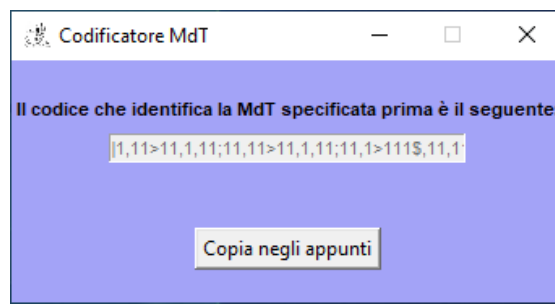 Codificatore MdT
Il codice che identifica la MdT specificata prima è il seguente
|1,11>11,1,11;11,11>11,1,11;11,1>111$,11,1
Copia negli appunti